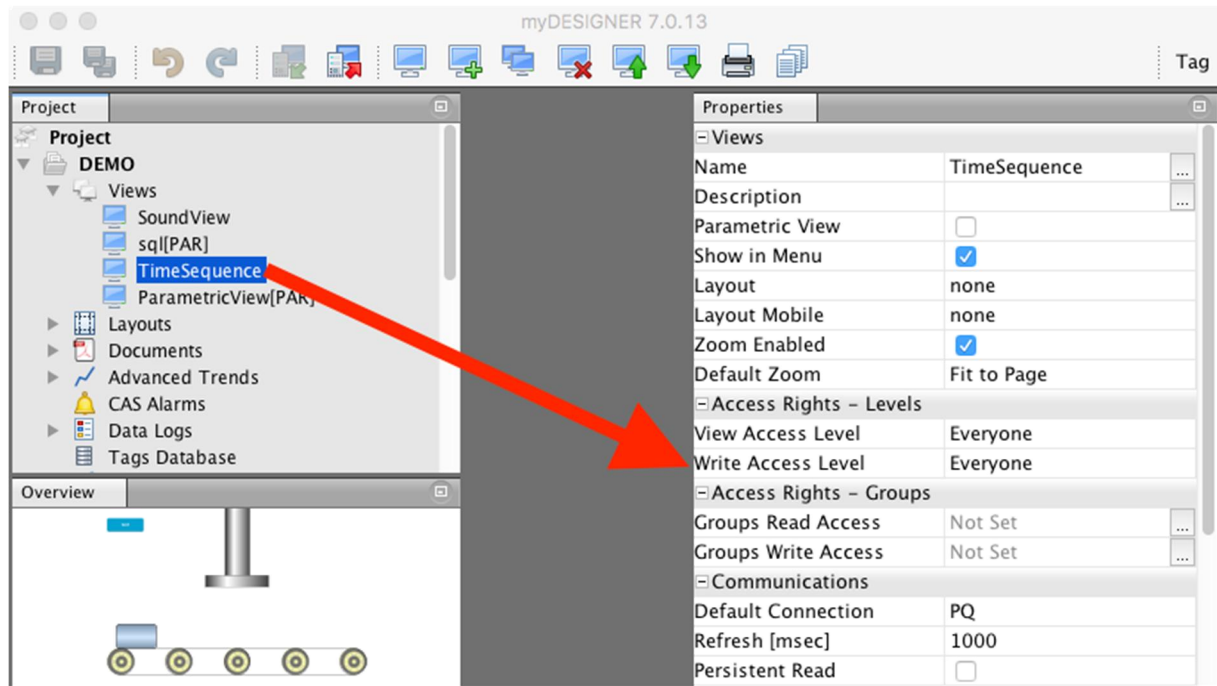 myDESIGNER 7.0.13
Tag
Project
Project
DEMO
Views
SoundView
sql[PAR]
TimeSequence
ParametricView[PAR]
Layouts
Documents
Advanced Trends
CAS Alarms
Data Logs
Tags Database
Overview
Properties
Views
Name TimeSequence ...
Description ...
Parametric View
Show in Menu
Layout none
Layout Mobile none
Zoom Enabled
Default Zoom Fit to Page
Access Rights - Levels
View Access Level Everyone
Write Access Level Everyone
Access Rights - Groups
Groups Read Access Not Set ...
Groups Write Access Not Set ...
Communications
Default Connection PQ
Refresh [msec] 1000
Persistent Read